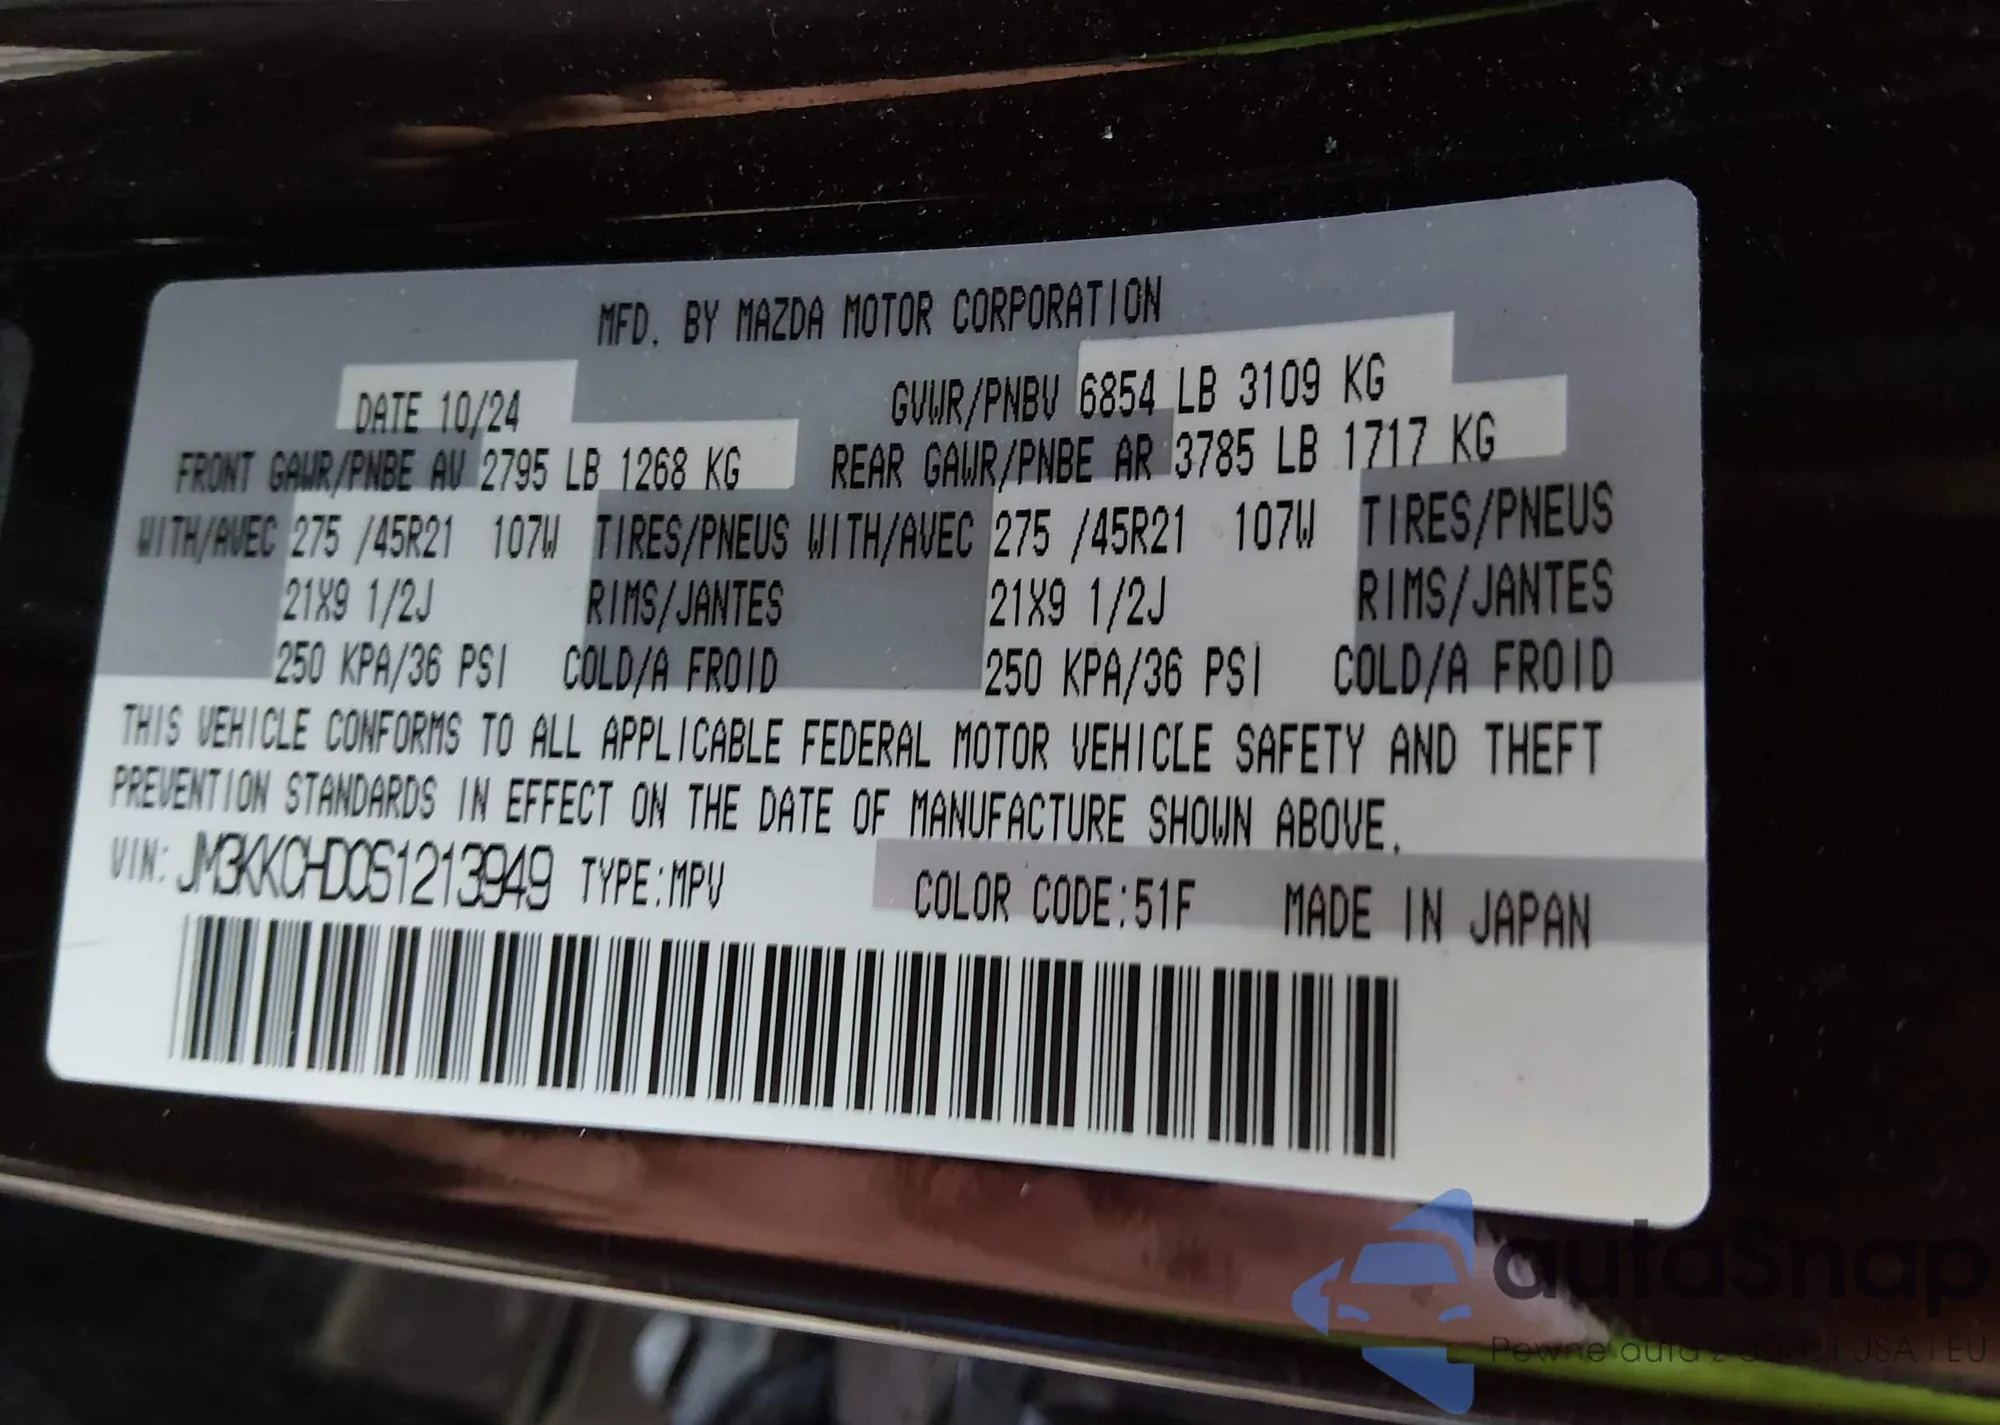 MFD. BY MAZDA MOTOR CORPORATION
DATE 10/24 GVWR/PNBV 6854 LB 3109 KG
FRONT GAWR/PNBE AV 2795 LB 1268 KG REAR GAWR/PNBE AR 3785 LB 1717 KG
WITH/AVEC 275 /45R21 107W TIRES/PNEUS WITH/AVEC 275 /45R21 107W TIRES/PNEUS
21X9 1/2J RIMS/JANTES 21X9 1/2J RIMS/JANTES
250 KPA/36 PSI COLD/A FROID 250 KPA/36 PSI COLD/A FROID
THIS VEHICLE CONFORMS TO ALL APPLICABLE FEDERAL MOTOR VEHICLE SAFETY AND THEFT
PREVENTION STANDARDS IN EFFECT ON THE DATE OF MANUFACTURE SHOWN ABOVE.
VIN: JM3KKCHD0S1213949 TYPE:MPV COLOR CODE:51F MADE IN JAPAN
autoSnap
Pewne auta z USA i EU